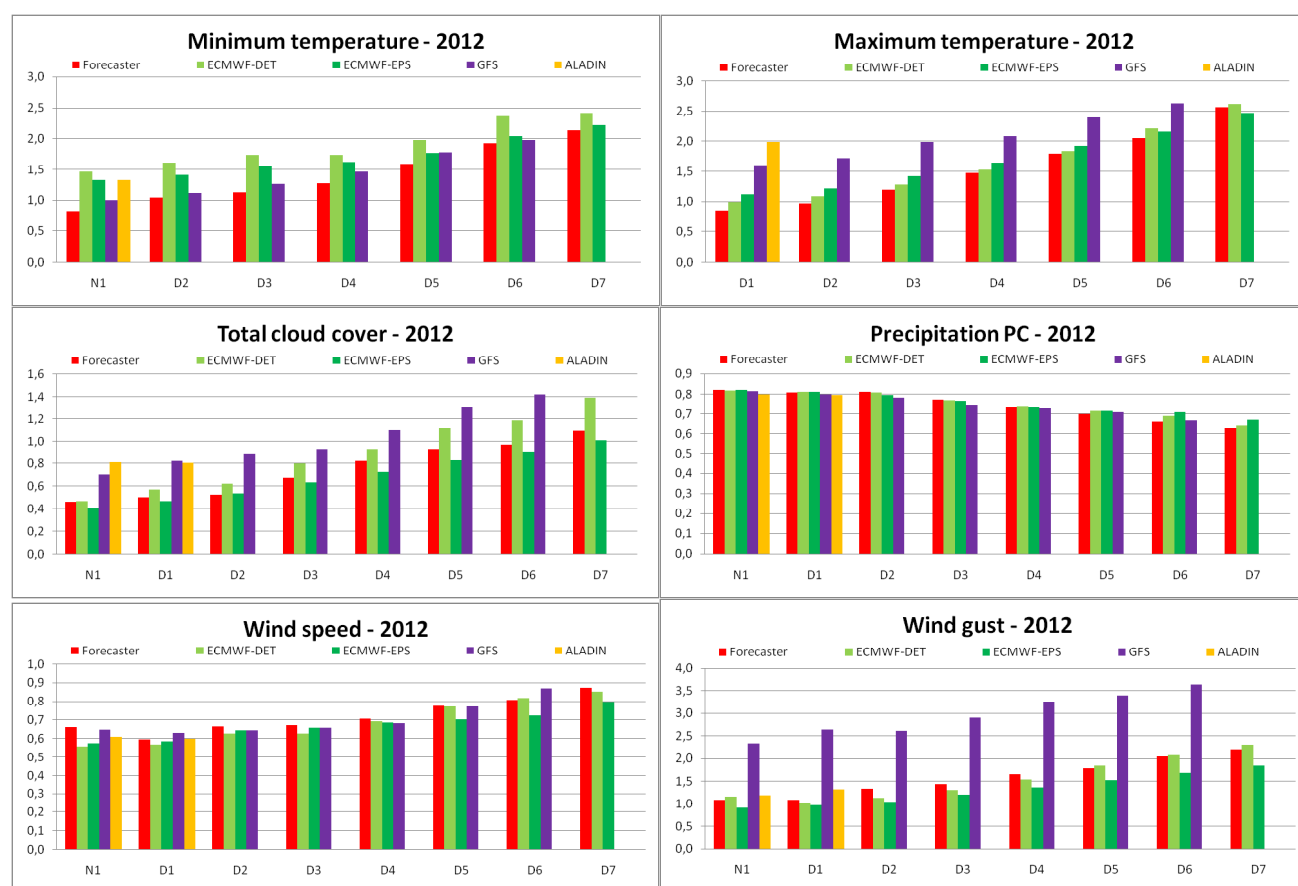 Minimum temperature - 2012
Forecaster ECMWF-DET ECMWF-EPS GFS ALADIN
3,0
2,5
2,0
1,5
1,0
0,5
0,0
N1 D2 D3 D4 D5 D6 D7
Maximum temperature - 2012
Forecaster ECMWF-DET ECMWF-EPS GFS ALADIN
3,0
2,5
2,0
1,5
1,0
0,5
0,0
D1 D2 D3 D4 D5 D6 D7
Total cloud cover - 2012
Forecaster ECMWF-DET ECMWF-EPS GFS ALADIN
1,6
1,4
1,2
1,0
0,8
0,6
0,4
0,2
0,0
N1 D1 D2 D3 D4 D5 D6 D7
Precipitation PC - 2012
Forecaster ECMWF-DET ECMWF-EPS GFS ALADIN
0,9
0,8
0,7
0,6
0,5
0,4
0,3
0,2
0,1
0,0
N1 D1 D2 D3 D4 D5 D6 D7
Wind speed - 2012
Forecaster ECMWF-DET ECMWF-EPS GFS ALADIN
1,0
0,9
0,8
0,7
0,6
0,5
0,4
0,3
0,2
0,1
0,0
N1 D1 D2 D3 D4 D5 D6 D7
Wind gust - 2012
Forecaster ECMWF-DET ECMWF-EPS GFS ALADIN
4,0
3,5
3,0
2,5
2,0
1,5
1,0
0,5
0,0
N1 D1 D2 D3 D4 D5 D6 D7